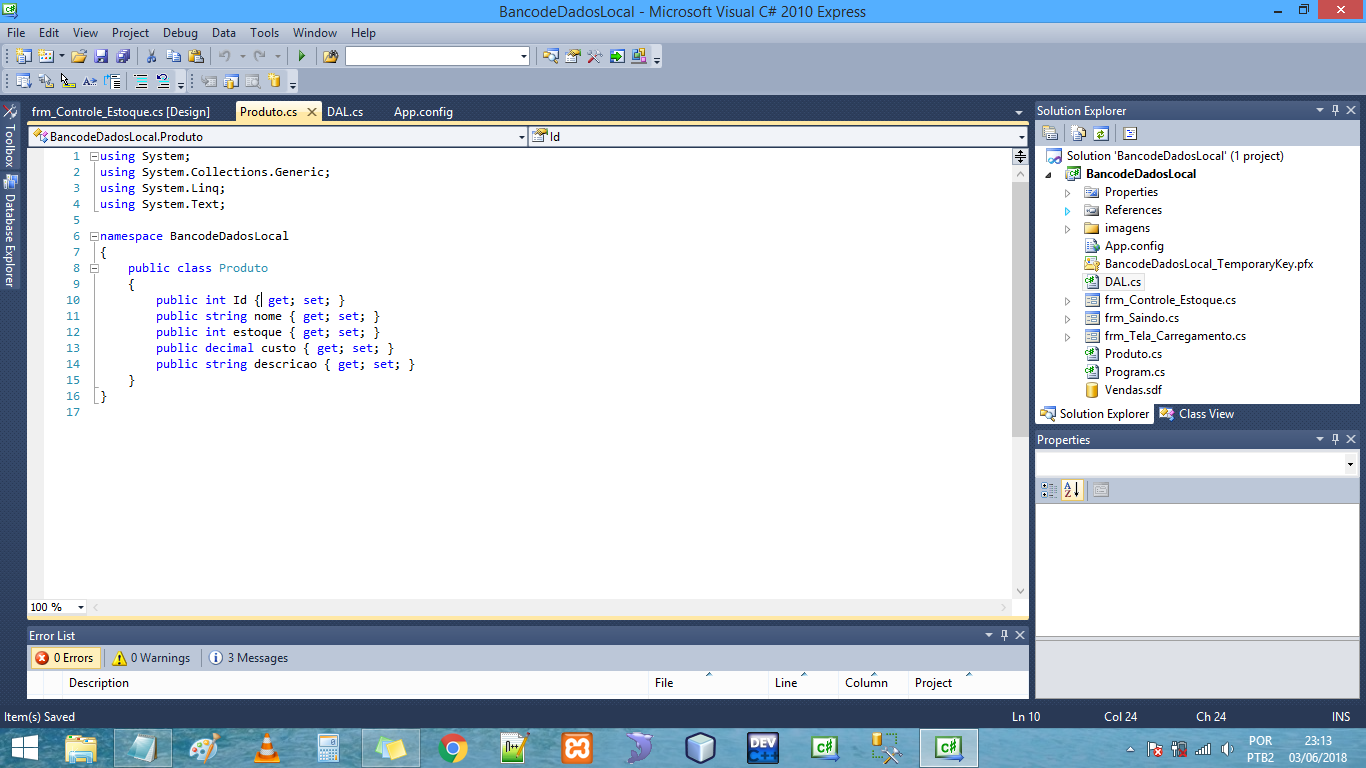 BancodeDadosLocal - Microsoft Visual C# 2010 Express
File Edit View Project Debug Data Tools Window Help
frm_Controle_Estoque.cs [Design] Produto.cs DAL.cs App.config
BancodeDadosLocal.Produto Id
Toolbox
Database Explorer
1 using System;
2 using System.Collections.Generic;
3 using System.Linq;
4 using System.Text;
5
6 namespace BancodeDadosLocal
7 {
8 public class Produto
9 {
10 public int Id { get; set; }
11 public string nome { get; set; }
12 public int estoque { get; set; }
13 public decimal custo { get; set; }
14 public string descricao { get; set; }
15 }
16 }
17
100 %
Solution Explorer
Solution 'BancodeDadosLocal' (1 project)
BancodeDadosLocal
Properties
References
imagens
App.config
BancodeDadosLocal_TemporaryKey.pfx
DAL.cs
frm_Controle_Estoque.cs
frm_Saindo.cs
frm_Tela_Carregamento.cs
Produto.cs
Program.cs
Vendas.sdf
Solution Explorer Class View
Properties
A
Z
Error List
0 Errors 0 Warnings 3 Messages
Description File Line Column Project
Item(s) Saved Ln 10 Col 24 Ch 24 INS
DEV
C++
C#
C#
POR 23:13
PTB2 03/06/2018